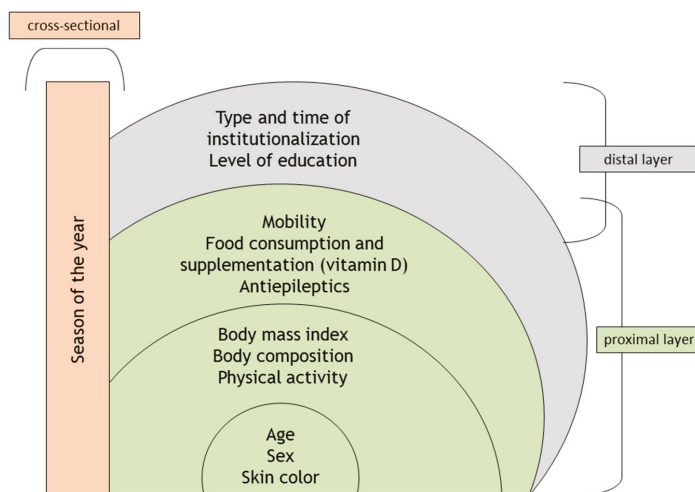 cross-sectional
Season of the year
Type and time of
institutionalization
Level of education
distal layer
Mobility
Food consumption and
supplementation (vitamin D)
Antiepileptics
proximal layer
Body mass index
Body composition
Physical activity
Age
Sex
Skin color